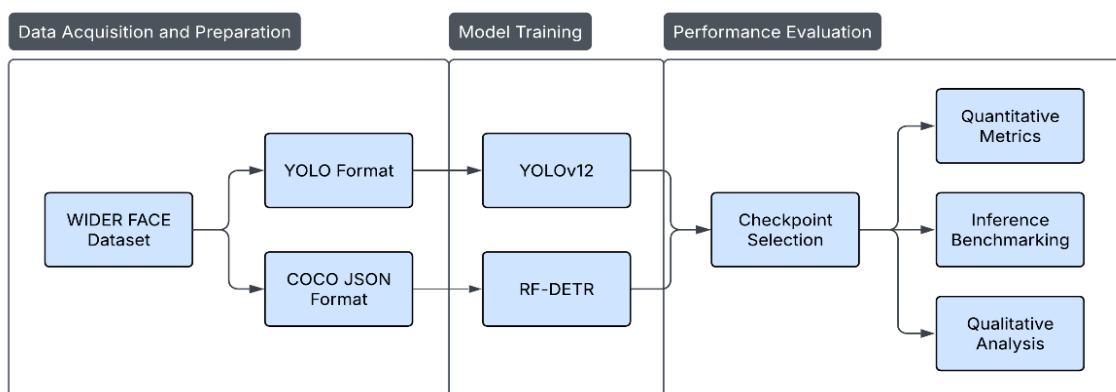 Data Acquisition and Preparation
Model Training
Performance Evaluation
WIDER FACE
Dataset
YOLO Format
COCO JSON
Format
YOLOv12
RF-DETR
Checkpoint
Selection
Quantitative
Metrics
Inference
Benchmarking
Qualitative
Analysis